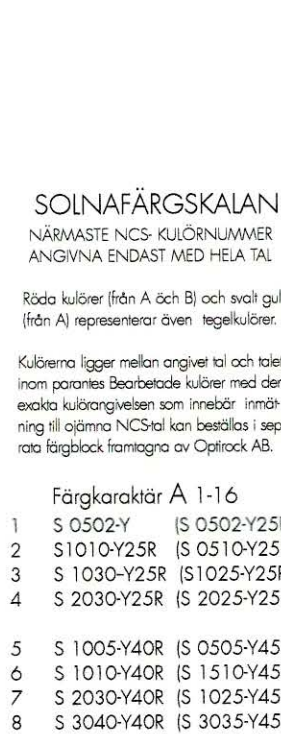 SOLNAFÄRGSKALAN
NÄRMASTE NCS- KULÖRNUMMER
ANGIVNA ENDAST MED HELA TAL
Röda kulörer (från A öch B) och svalt gul
(från A) representerar även tegelkulörer.
Kulörerna ligger mellan angivet tal och talet
inom parantes Bearbetade kulörer med den
exakta kulörangivelsen som innebär inmät-
ning till ojämna NCS-tal kan beställas i sep
rata färgblock framtagna av Optirock AB.
Färgkaraktär A 1-16
1 S 0502-Y (S 0502-Y25
2 S1010-Y25R (S 0510-Y25
3 S 1030-Y25R (S1025-Y25R
4 S 2030-Y25R (S 2025-Y25
5 S 1005-Y40R (S 0505-Y45
6 S 1010-Y40R (S 1510-Y45
7 S 2030-Y40R (S 1025-Y45
8 S 3040-Y40R (S 3035-Y45